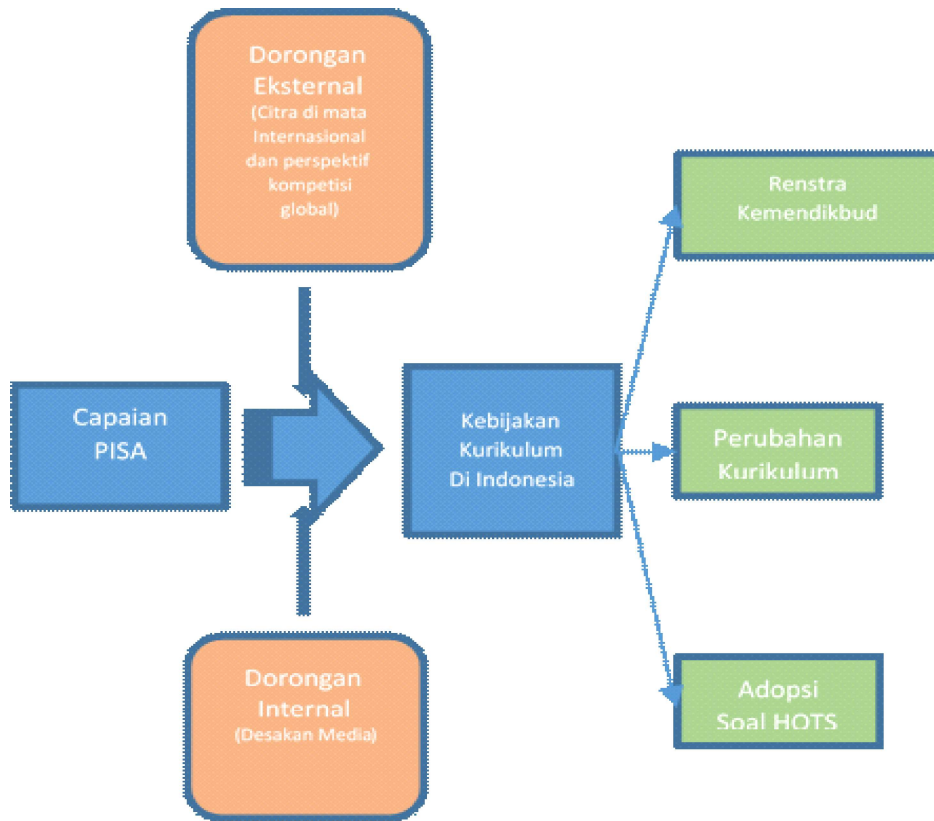 Dorongan
Eksternal
(Citra di mata
Internasional
dan perspektif
kompetisi
global)
Renstra
Kemendikbud
Capaian
PISA
Kebijakan
Kurikulum
Di Indonesia
Perubahan
Kurikulum
Dorongan
Internal
(Desakan Media)
Adopsi
Soal HOTS